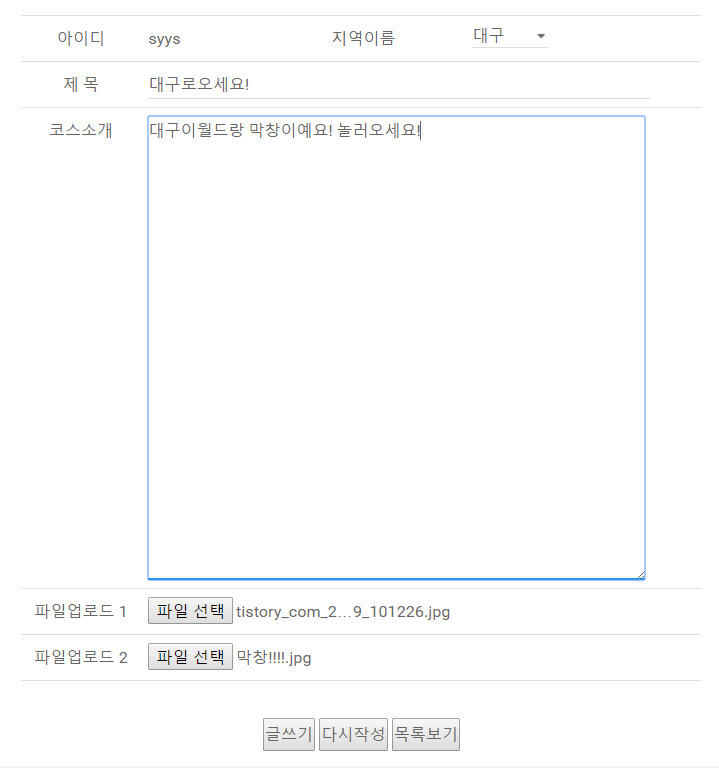 아이디 syys 지역이름 대구
제 목 대구로오세요!
코스소개 대구이월드랑 막창이예요! 놀러오세요!
파일업로드 1 파일 선택 tistory_com_2...9_101226.jpg
파일업로드 2 파일 선택 막창!!!!.jpg
글쓰기 다시작성 목록보기